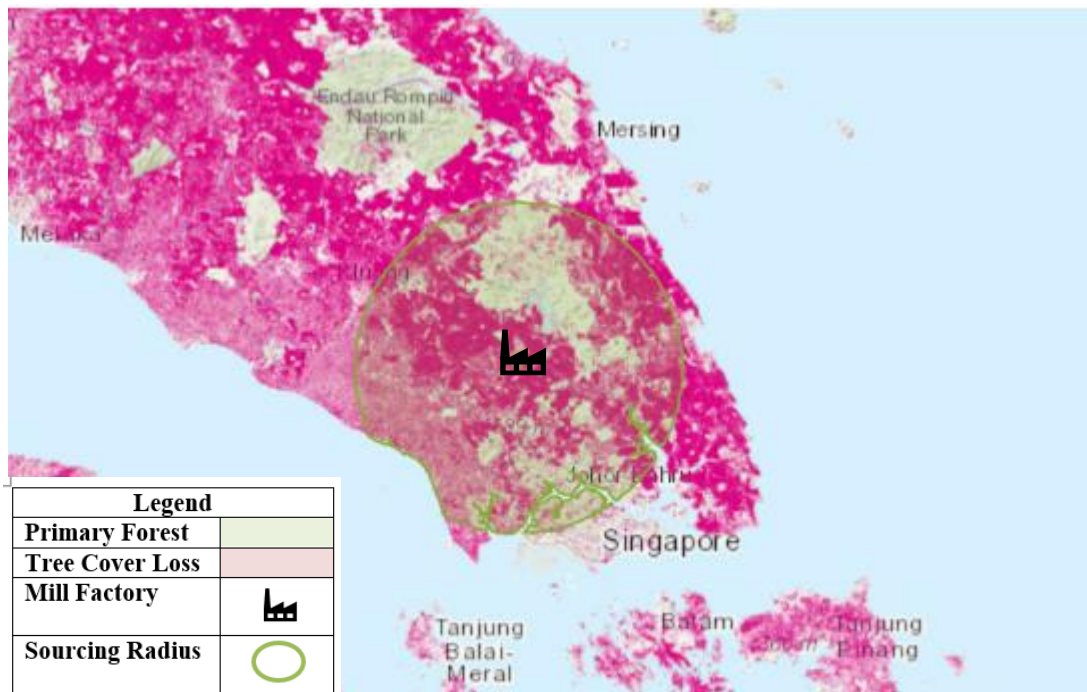 Endau Rompin
National
Park
Mersing
Melaka
Kluang
Johor Bahru
Singapore
Tanjung
Balai-
Meral
Batam
Tanjung
Pinang
Legend
Primary Forest
Tree Cover Loss
Mill Factory
Sourcing Radius